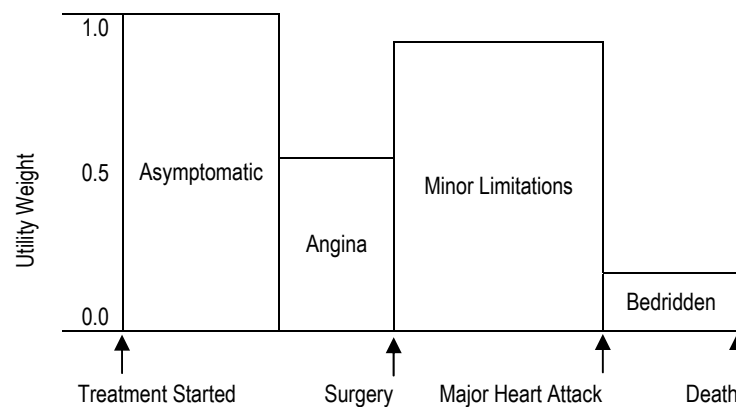 1.0
Utility Weight
0.5
Asymptomatic
Minor Limitations
Angina
Bedridden
0.0
Treatment Started
Surgery
Major Heart Attack
Death